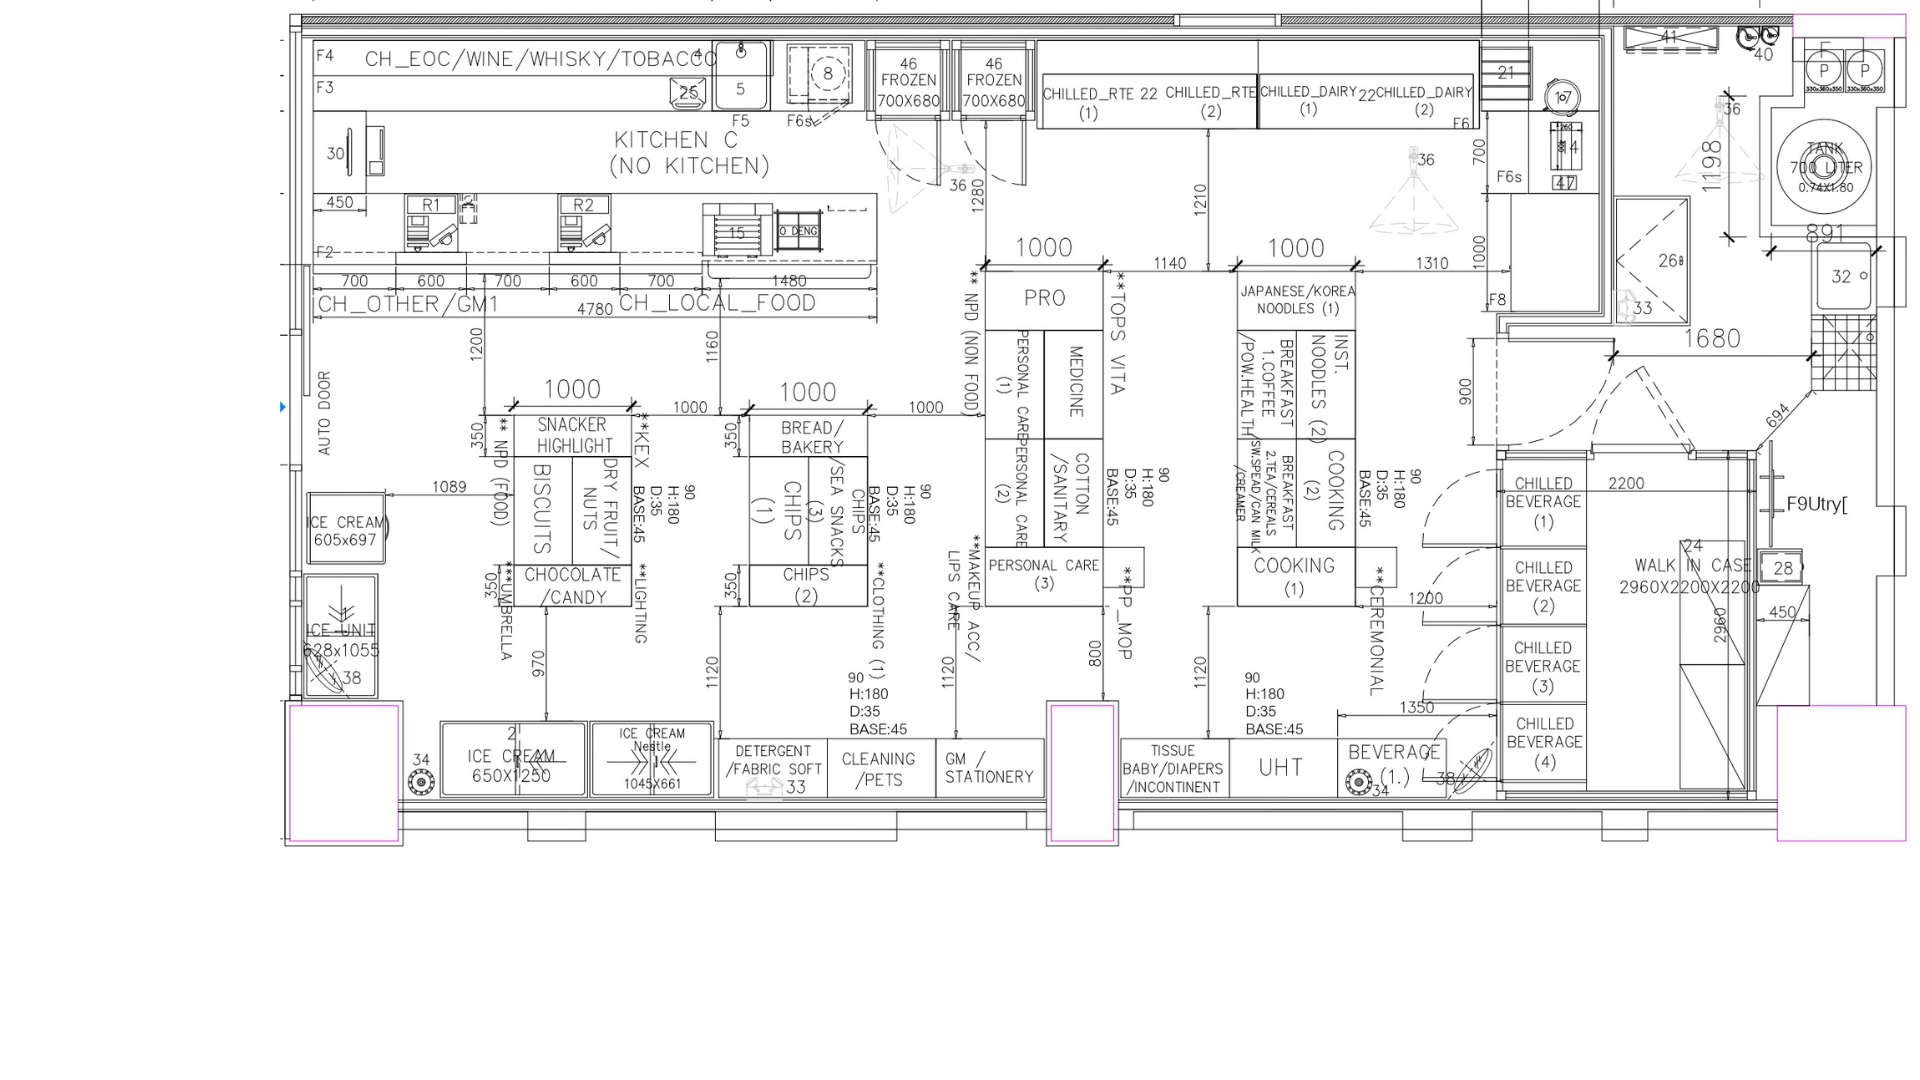 F4
CH_EOC/WINE/WHISKY/TOBACCO
4
F3
25
5
8
F5
F6s
46
FROZEN
700X680
46
FROZEN
700X680
CHILLED_RTE
(1)
22
CHILLED_RTE
(2)
CHILLED_DAIRY
(1)
22
CHILLED_DAIRY
(2)
F6
21
17
41
40
F
P
P
330x360x350
330x360x350
30
KITCHEN C
(NO KITCHEN)
36
36
36
700
F6s
4
47
1198
TANK
700 LITER
0.74X1.80
891
450
R1
R2
15
O DENG
F2
1280
1210
1000
1000
1140
1310
1000
F8
26
33
32
1680
700
600
700
600
700
1480
CH_OTHER/GM1
CH_LOCAL_FOOD
4780
1200
1160
AUTO DOOR
1000
1000
1000
1000
350
350
SNACKER
HIGHLIGHT
BISCUITS
DRY FRUIT/
NUTS
CHOCOLATE
/CANDY
350
** NPD (FOOD)
***UMBRELLA
**KEX
**LIGHTING
90
H:180
D:35
BASE:45
BREAD/
BAKERY
CHIPS
(1)
CHIPS
(3)
/SEA SNACKS
CHIPS
(2)
350
90
H:180
D:35
BASE:45
**CLOTHING (1)
** NPD (NON FOOD)
**MAKEUP ACC/
LIPS CARE
PRO
PERSONAL CARE
(1)
MEDICINE
PERSONAL CARE
(2)
COTTON
/SANITARY
PERSONAL CARE
(3)
**TOPS VITA
90
H:180
D:35
BASE:45
**PP_MOP
JAPANESE/KOREA
NOODLES (1)
BREAKFAST
1.COFFEE
/POW.HEALTH
INST.
NOODLES (2)
BREAKFAST
2.TEA/CEREALS
/SW.SPEAD/CAN MILK
/CREAMER
COOKING
(2)
COOKING
(1)
90
H:180
D:35
BASE:45
**CEREMONIAL
900
694
1200
2200
CHILLED
BEVERAGE
(1)
CHILLED
BEVERAGE
(2)
CHILLED
BEVERAGE
(3)
CHILLED
BEVERAGE
(4)
24
WALK IN CASE
2960X2200X2200
2960
F9Utry[
28
450
1089
ICE CREAM
605x697
1
ICE UNIT
628x1055
38
970
1120
1120
800
1120
90
H:180
D:35
BASE:45
90
H:180
D:35
BASE:45
1350
34
2
ICE CREAM
650X1250
ICE CREAM
Nestle
1045X661
DETERGENT
/FABRIC SOFT
33
CLEANING
/PETS
GM /
STATIONERY
TISSUE
BABY/DIAPERS
/INCONTINENT
UHT
BEVERAGE
(1.)
34
38